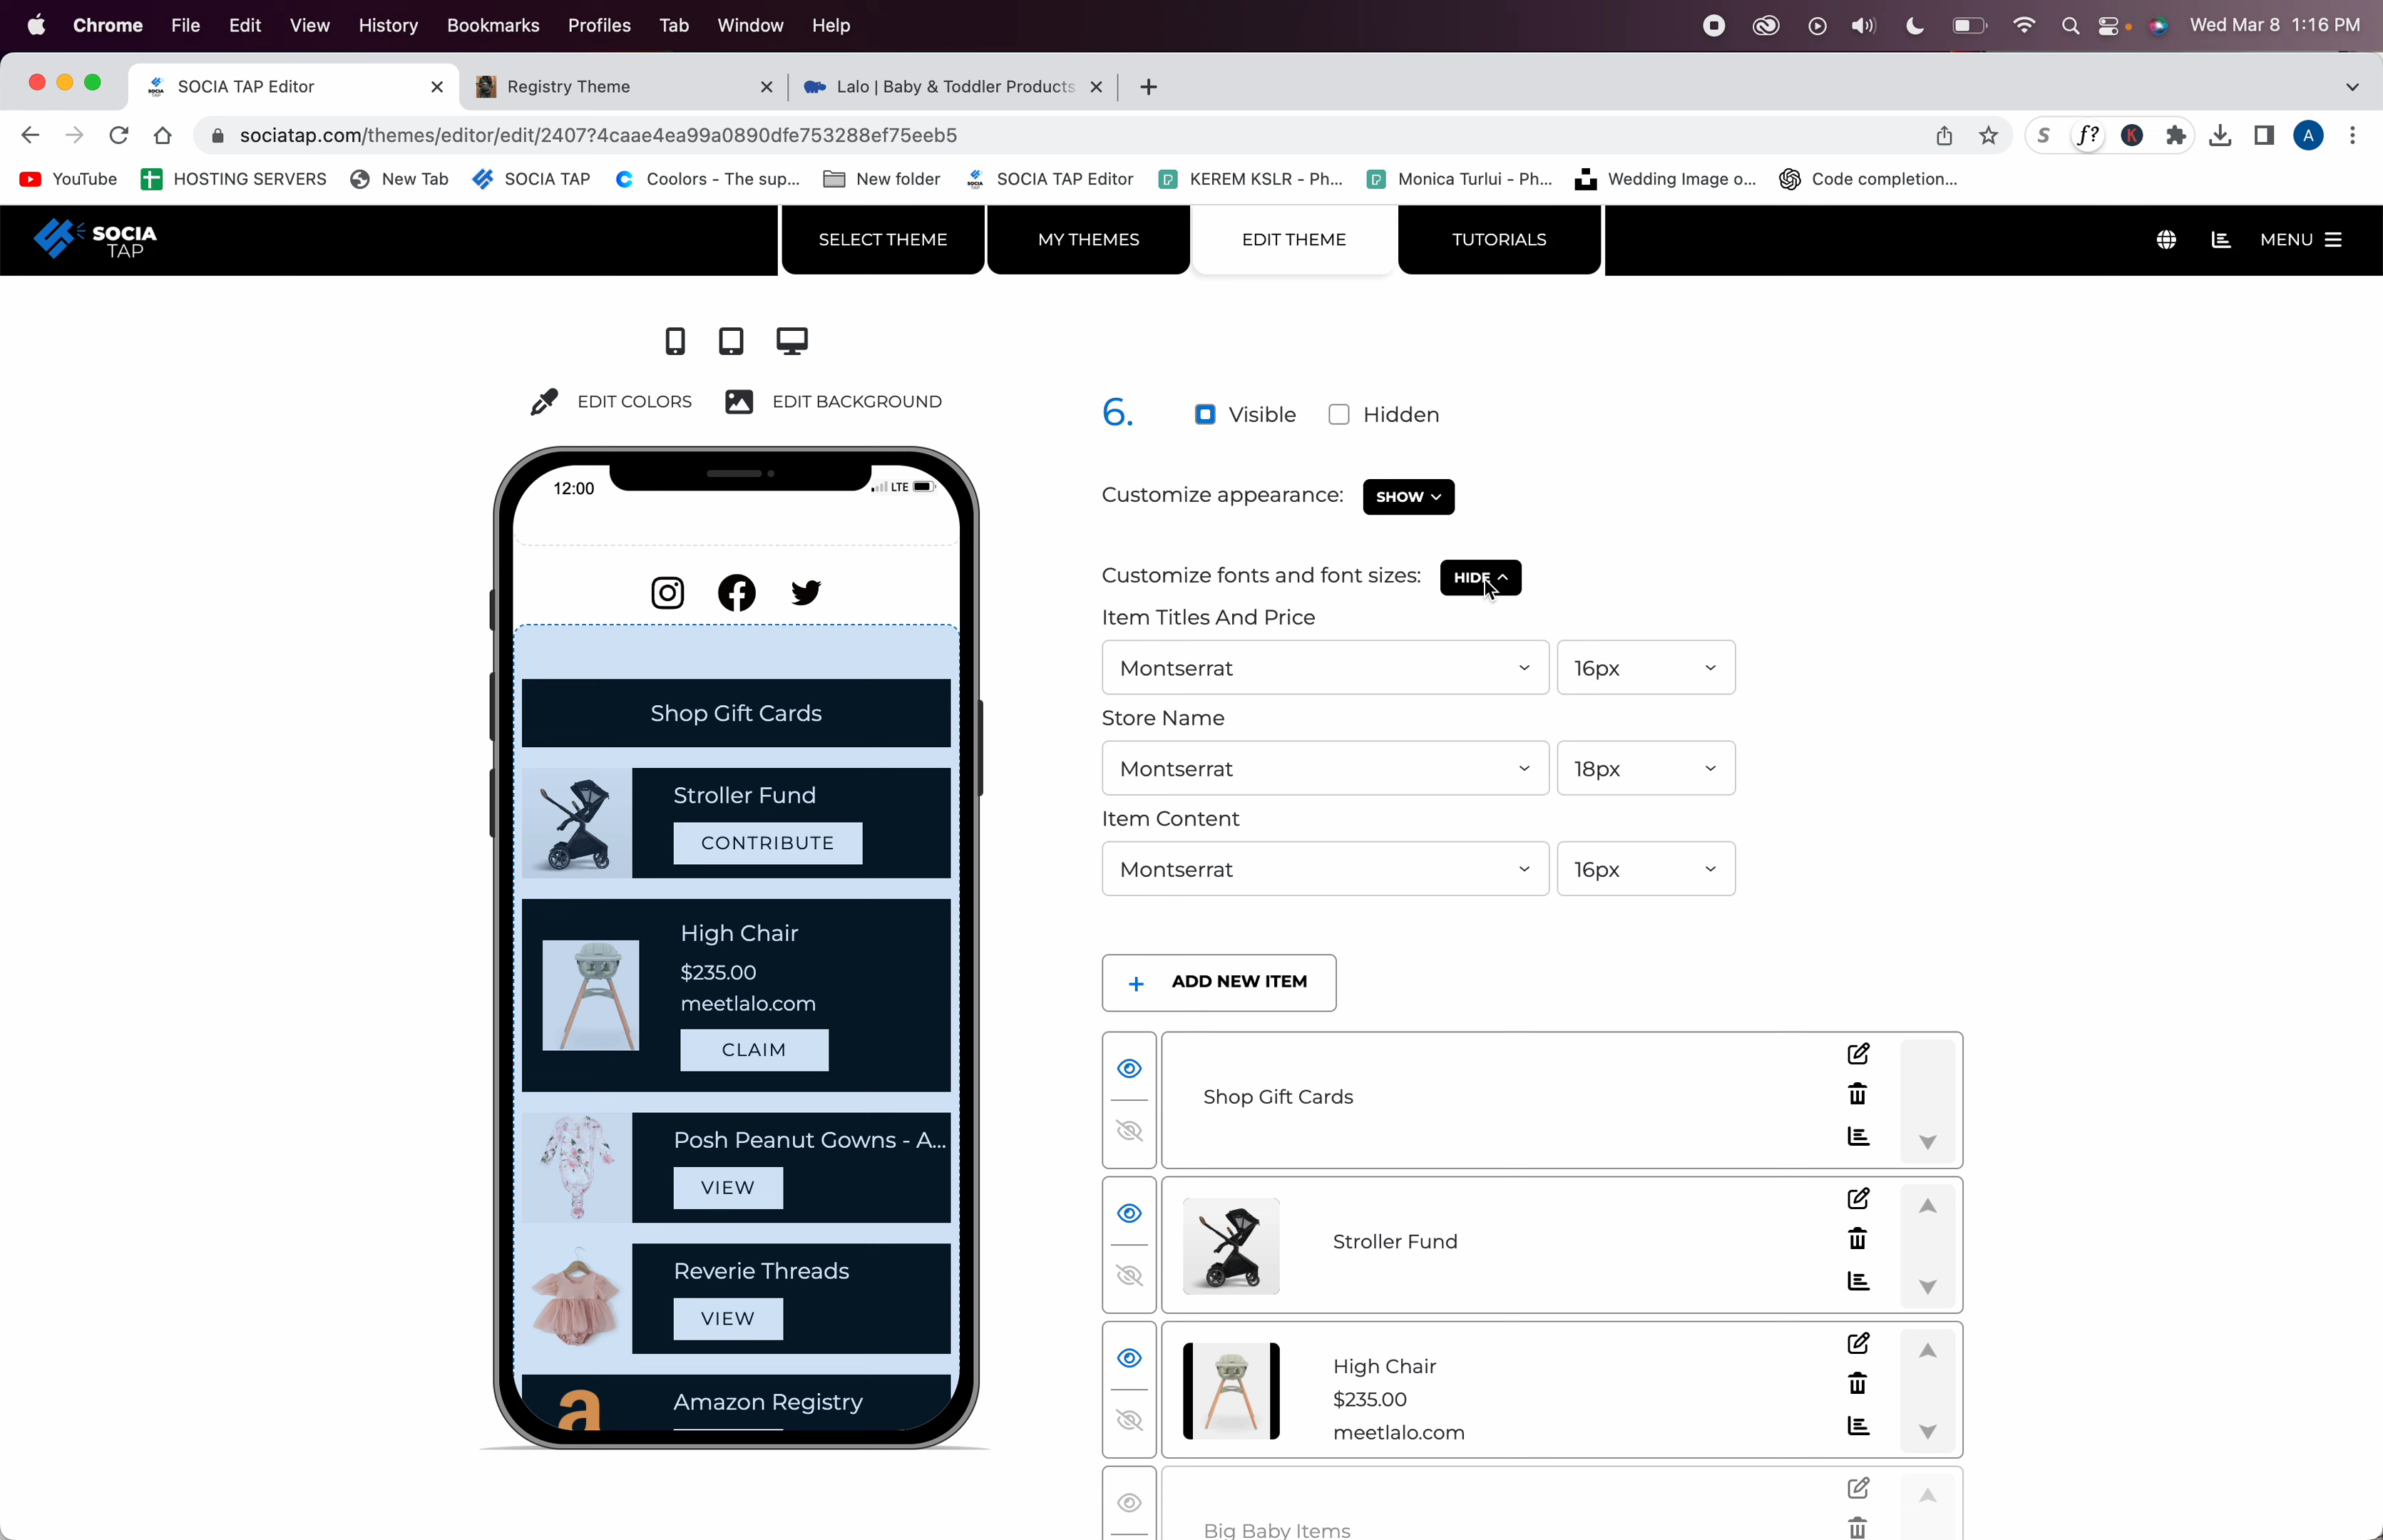 Chrome File Edit View History Bookmarks Profiles Tab Window Help Wed Mar 8 1:16 PM
SOCIA TAP Editor Registry Theme Lalo | Baby & Toddler Products
sociatap.com/themes/editor/edit/2407?4caae4ea99a0890dfe753288ef75eeb5
S f? K A
YouTube HOSTING SERVERS New Tab SOCIA TAP Coolors - The sup... New folder SOCIA TAP Editor KEREM KSLR - Ph... Monica Turlui - Ph... Wedding Image o... Code completion...
SOCIA
TAP
SELECT THEME MY THEMES EDIT THEME TUTORIALS MENU
EDIT COLORS EDIT BACKGROUND
12:00 LTE
Shop Gift Cards
Stroller Fund
CONTRIBUTE
High Chair
$235.00
meetlalo.com
CLAIM
Posh Peanut Gowns - A...
VIEW
Reverie Threads
VIEW
a
Amazon Registry
6. Visible Hidden
Customize appearance: SHOW
Customize fonts and font sizes: HIDE
Item Titles And Price
Montserrat 16px
Store Name
Montserrat 18px
Item Content
Montserrat 16px
+ ADD NEW ITEM
Shop Gift Cards
Stroller Fund
High Chair
$235.00
meetlalo.com
Big Baby Items